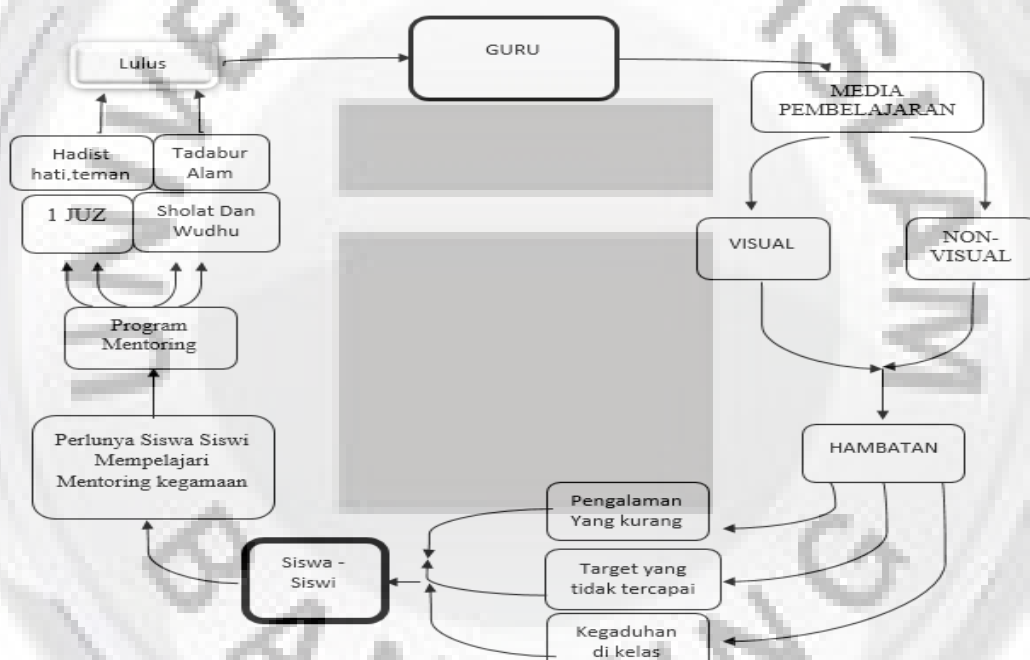 GURU
MEDIA
PEMBELAJARAN
VISUAL
NON-
VISUAL
HAMBATAN
Pengalaman
Yang kurang
Target yang
tidak tercapai
Kegaduhan
di kelas
Siswa -
Siswi
Perlunya Siswa Siswi
Mempelajari
Mentoring kegamaan
Program
Mentoring
1 JUZ
Sholat Dan
Wudhu
Hadist
hati,teman
Tadabur
Alam
Lulus